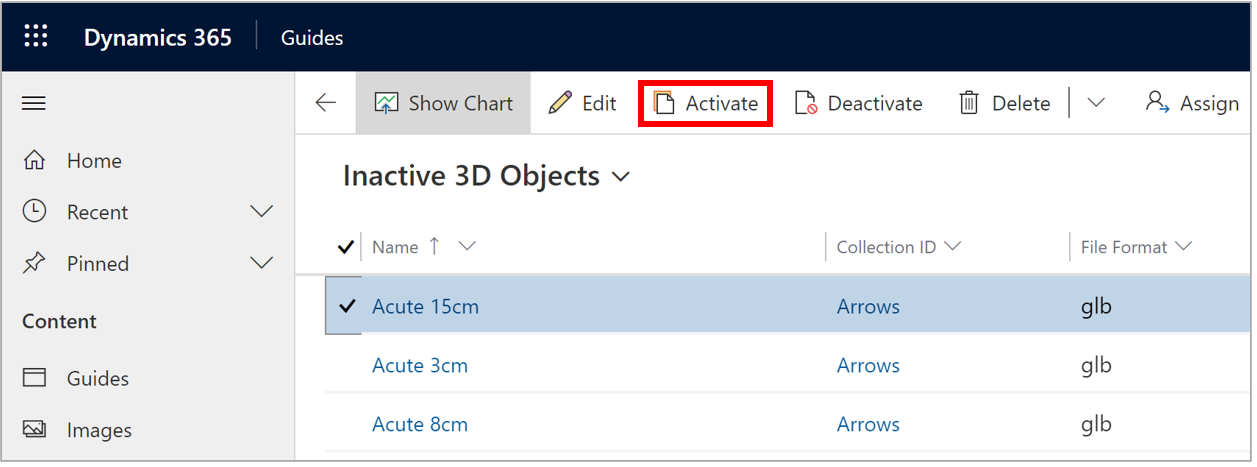 Dynamics 365 Guides
Show Chart Edit Activate Deactivate Delete Assign
Home
Recent
Pinned
Content
Guides
Images
Inactive 3D Objects
Name Collection ID File Format
Acute 15cm Arrows glb
Acute 3cm Arrows glb
Acute 8cm Arrows glb